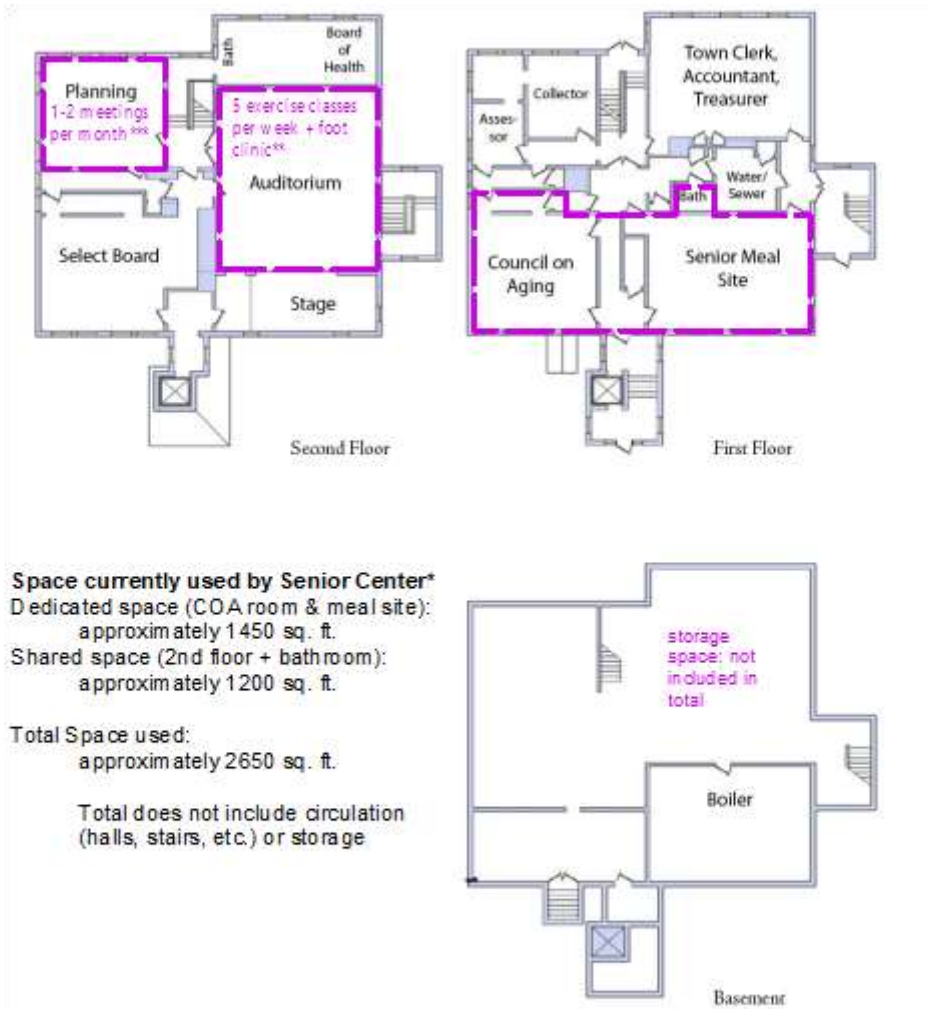 Bath
Board
of
Health
Planning
1-2 meetings
per month ***
5 exercise classes
per week + foot
clinic**
Auditorium
Select Board
Stage
Second Floor
Town Clerk,
Accountant,
Treasurer
Collector
Asses-
sor
Water/
Sewer
Bath
Council on
Aging
Senior Meal
Site
First Floor
Space currently used by Senior Center*
Dedicated space (COA room & meal site):
approximately 1450 sq. ft.
Shared space (2nd floor + bathroom):
approximately 1200 sq. ft.
Total Space used:
approximately 2650 sq. ft.
Total does not include circulation
(halls, stairs, etc.) or storage
storage
space: not
included in
total
Boiler
Basement